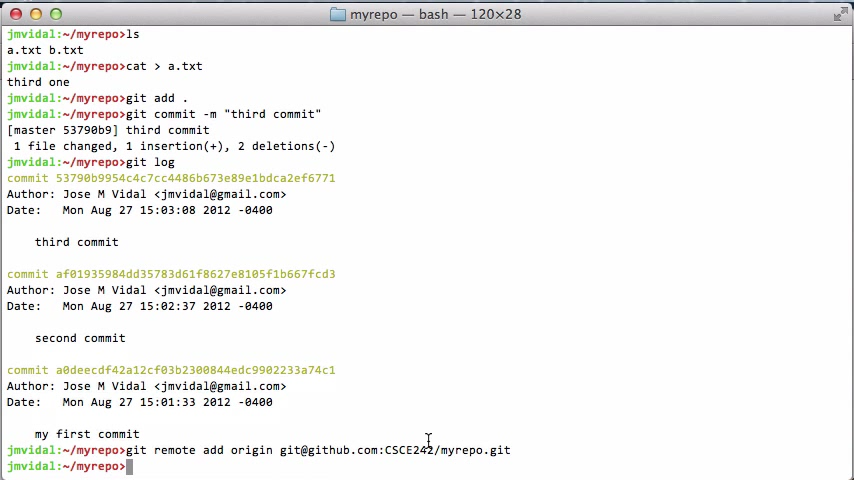 myrepo — bash — 120×28
jmvidal:~/myrepo>ls
a.txt b.txt
jmvidal:~/myrepo>cat > a.txt
third one
jmvidal:~/myrepo>git add .
jmvidal:~/myrepo>git commit -m "third commit"
[master 53790b9] third commit
 1 file changed, 1 insertion(+), 2 deletions(-)
jmvidal:~/myrepo>git log
commit 53790b9954c4c7cc4486b673e89e1bdca2ef6771
Author: Jose M Vidal <jmvidal@gmail.com>
Date:   Mon Aug 27 15:03:08 2012 -0400
    third commit
commit af01935984dd35783d61f8627e8105f1b667fcd3
Author: Jose M Vidal <jmvidal@gmail.com>
Date:   Mon Aug 27 15:02:37 2012 -0400
    second commit
commit a0deecdf42a12cf03b2300844edc9902233a74c1
Author: Jose M Vidal <jmvidal@gmail.com>
Date:   Mon Aug 27 15:01:33 2012 -0400
    my first commit
jmvidal:~/myrepo>git remote add origin git@github.com:CSCE242/myrepo.git
jmvidal:~/myrepo>